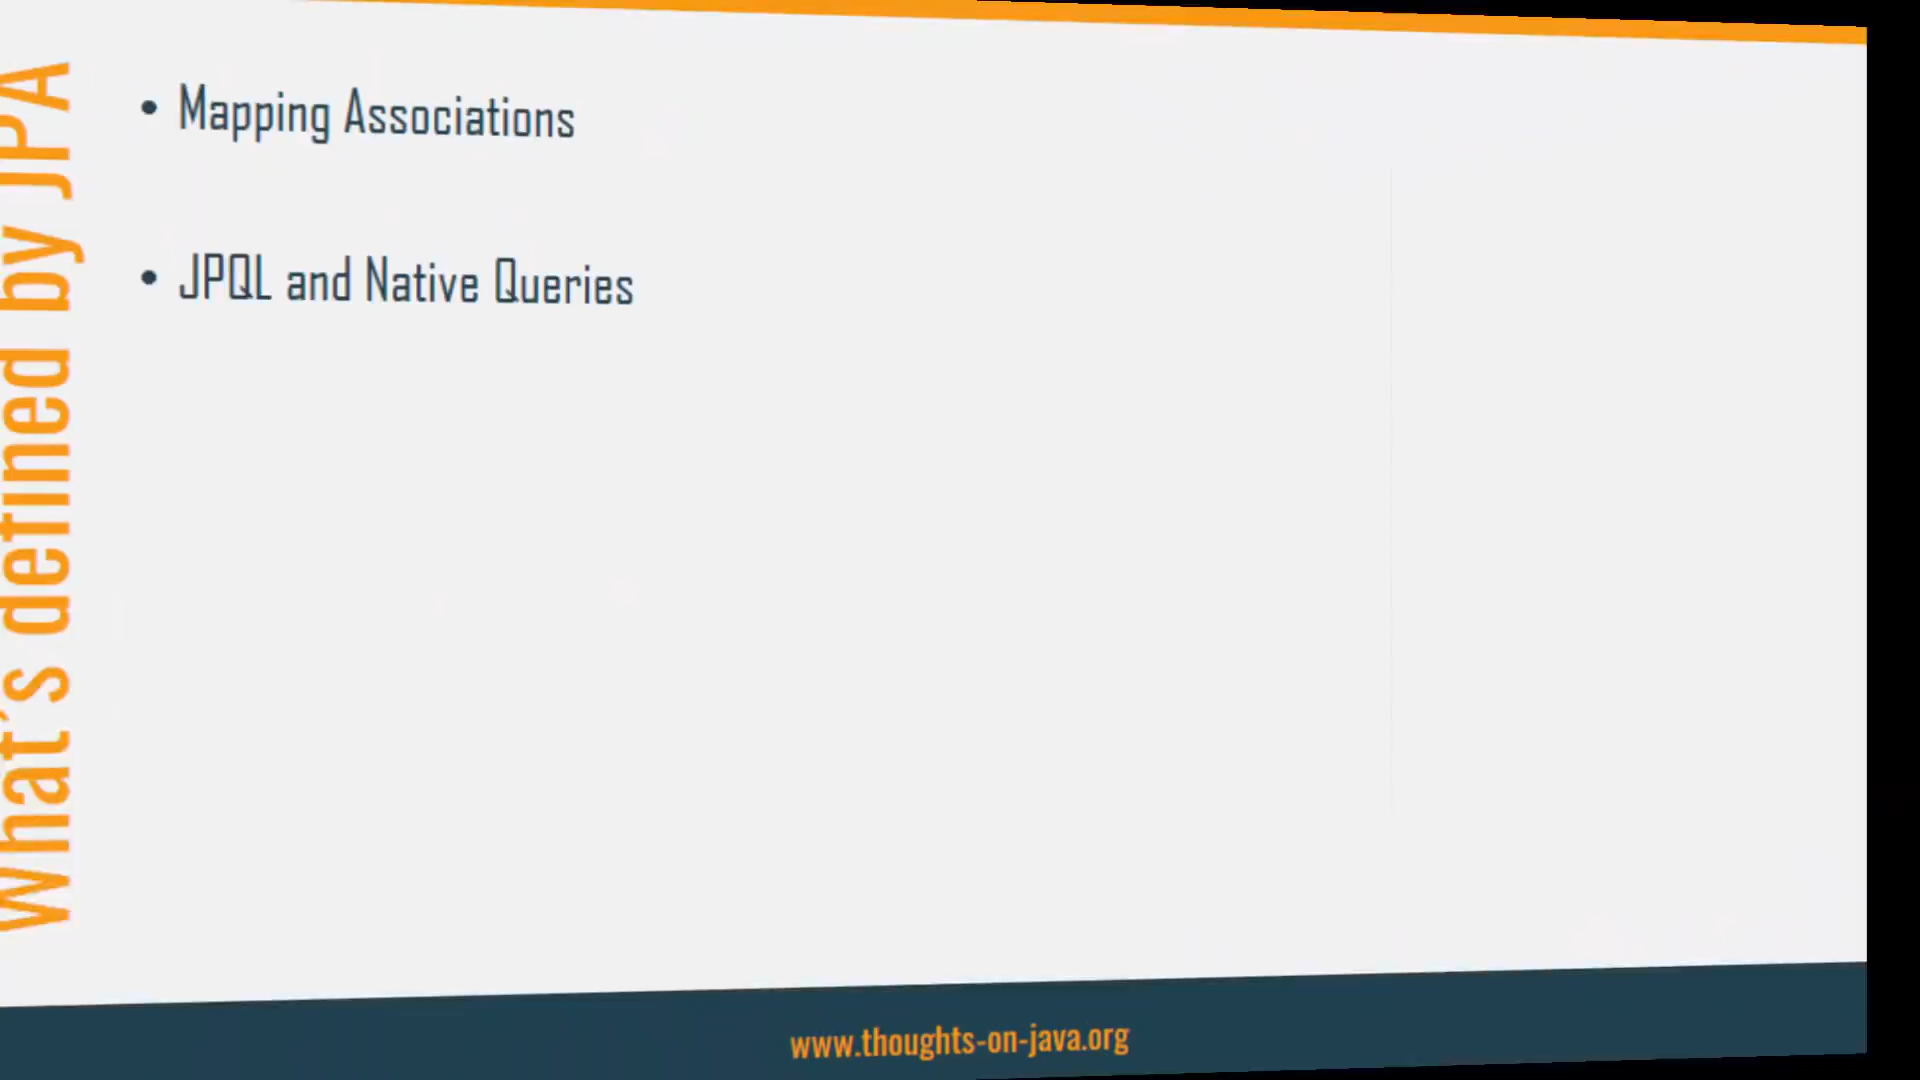 What's defined by JPA
• Mapping Associations
• JPQL and Native Queries
www.thoughts-on-java.org